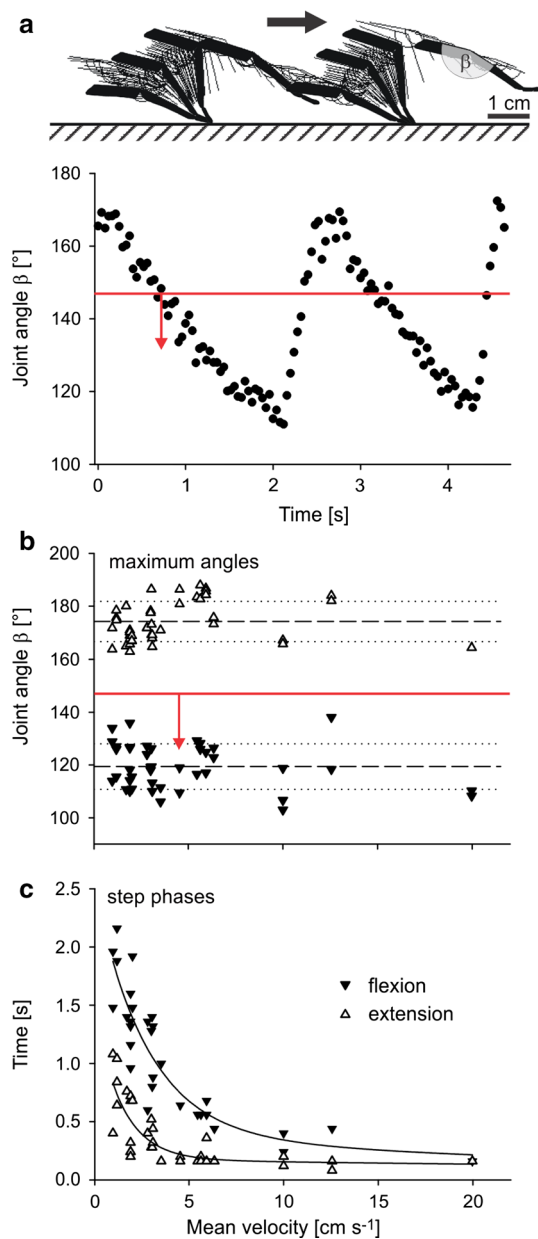 a
β
1 cm
180
160
140
120
100
Joint angle β [°]
0 1 2 3 4
Time [s]
b
maximum angles
200
180
160
140
120
100
Joint angle β [°]
c
step phases
2.5
2.0
1.5
1.0
0.5
0.0
Time [s]
flexion
extension
0 5 10 15 20
Mean velocity [cm s-1]